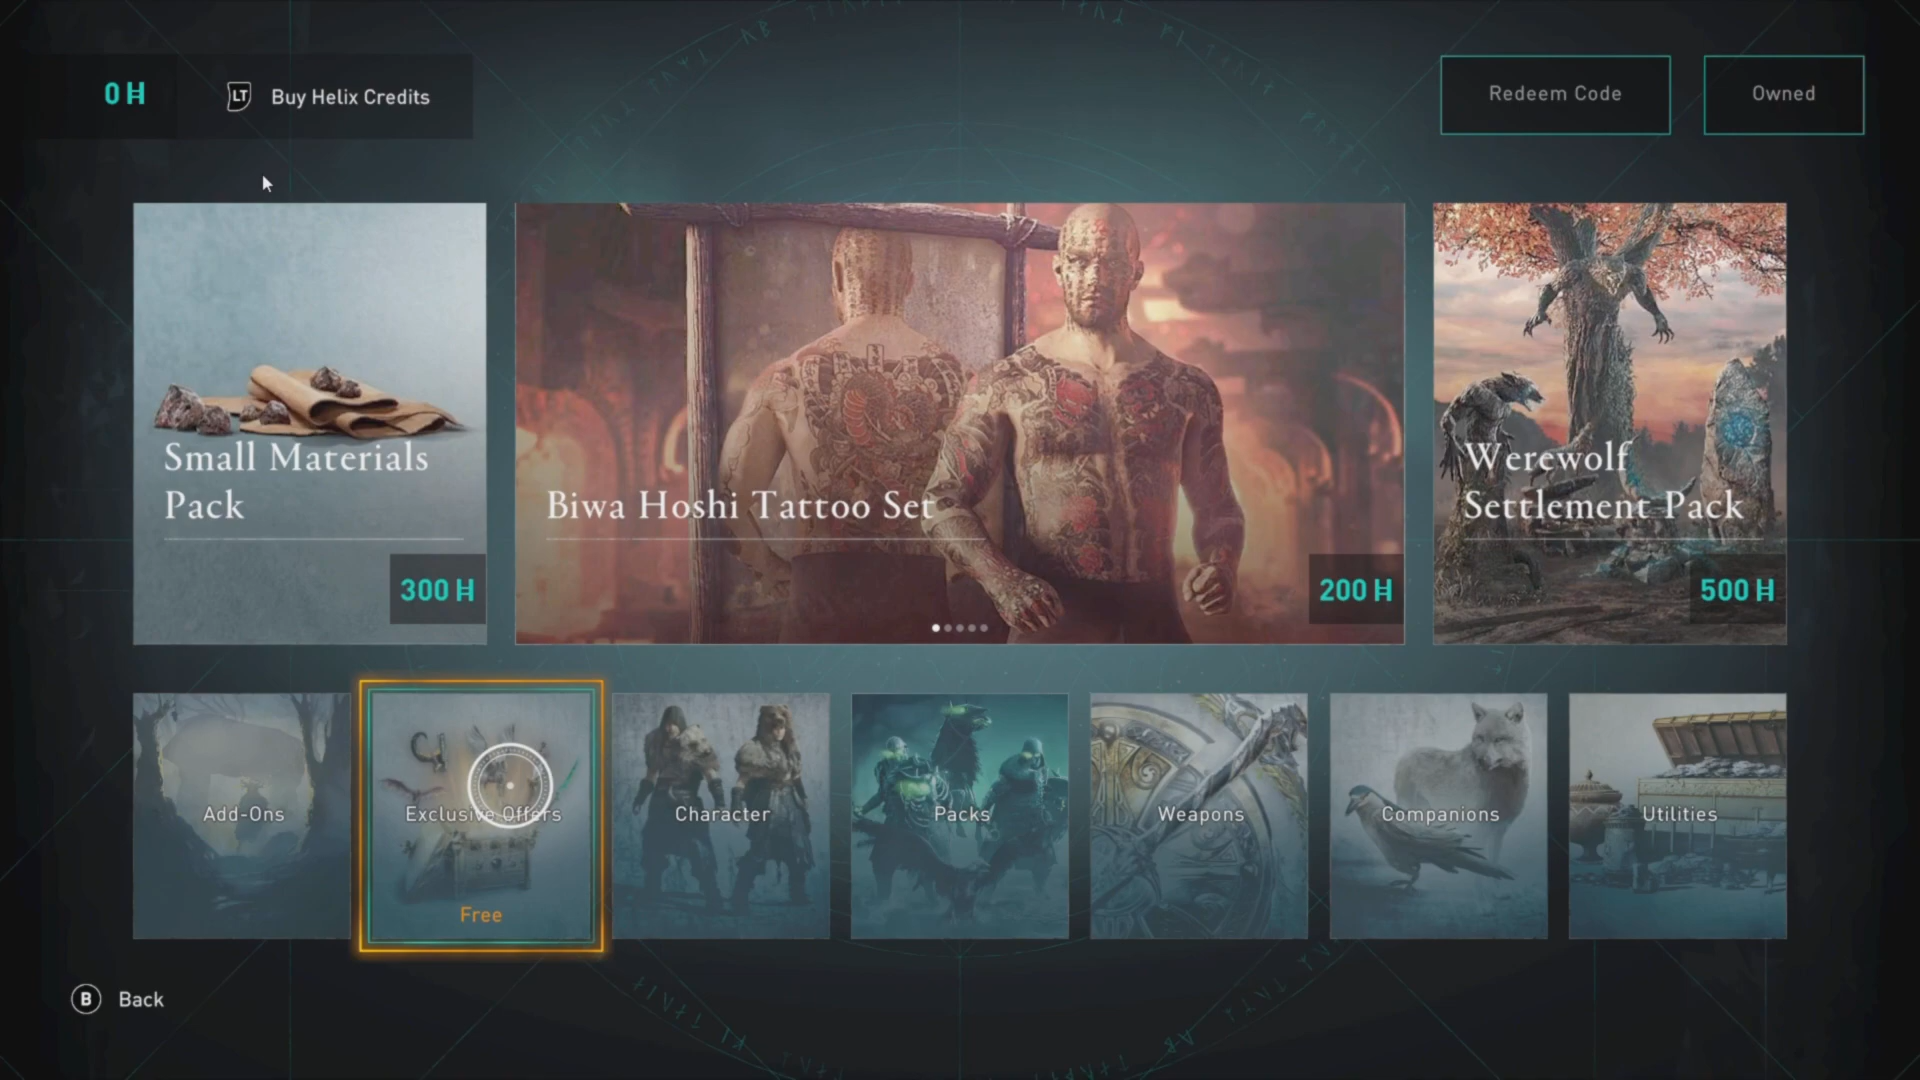 0 H
LT Buy Helix Credits
Redeem Code
Owned
Small Materials
Pack
300 H
Biwa Hoshi Tattoo Set
200 H
Werewolf
Settlement Pack
500 H
Add-Ons
Exclusive Offers
Free
Character
Packs
Weapons
Companions
Utilities
B Back